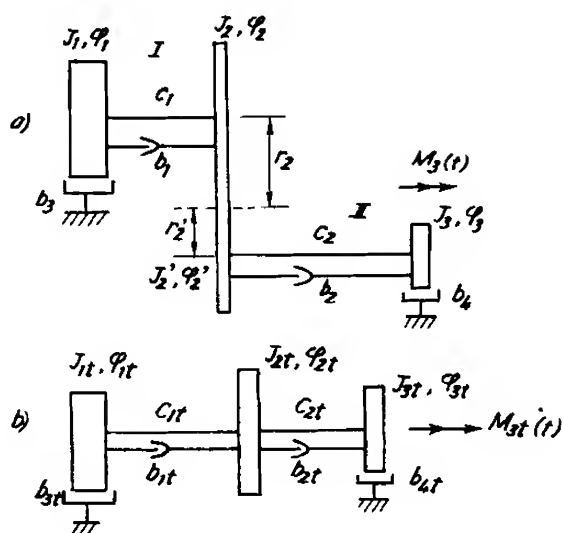 J₁, φ₁
I
J₂, φ₂
a)
c₁
b₁
r₂
b₃
M₃(t)
II
r₂'
c₂
J₃, φ₃
J₂', φ₂'
b₂
b₄
J₁t, φ₁t
J₂t, φ₂t
J₃t, φ₃t
b)
c₁t
c₂t
M₃t(t)
b₁t
b₂t
b₃t
b₄t